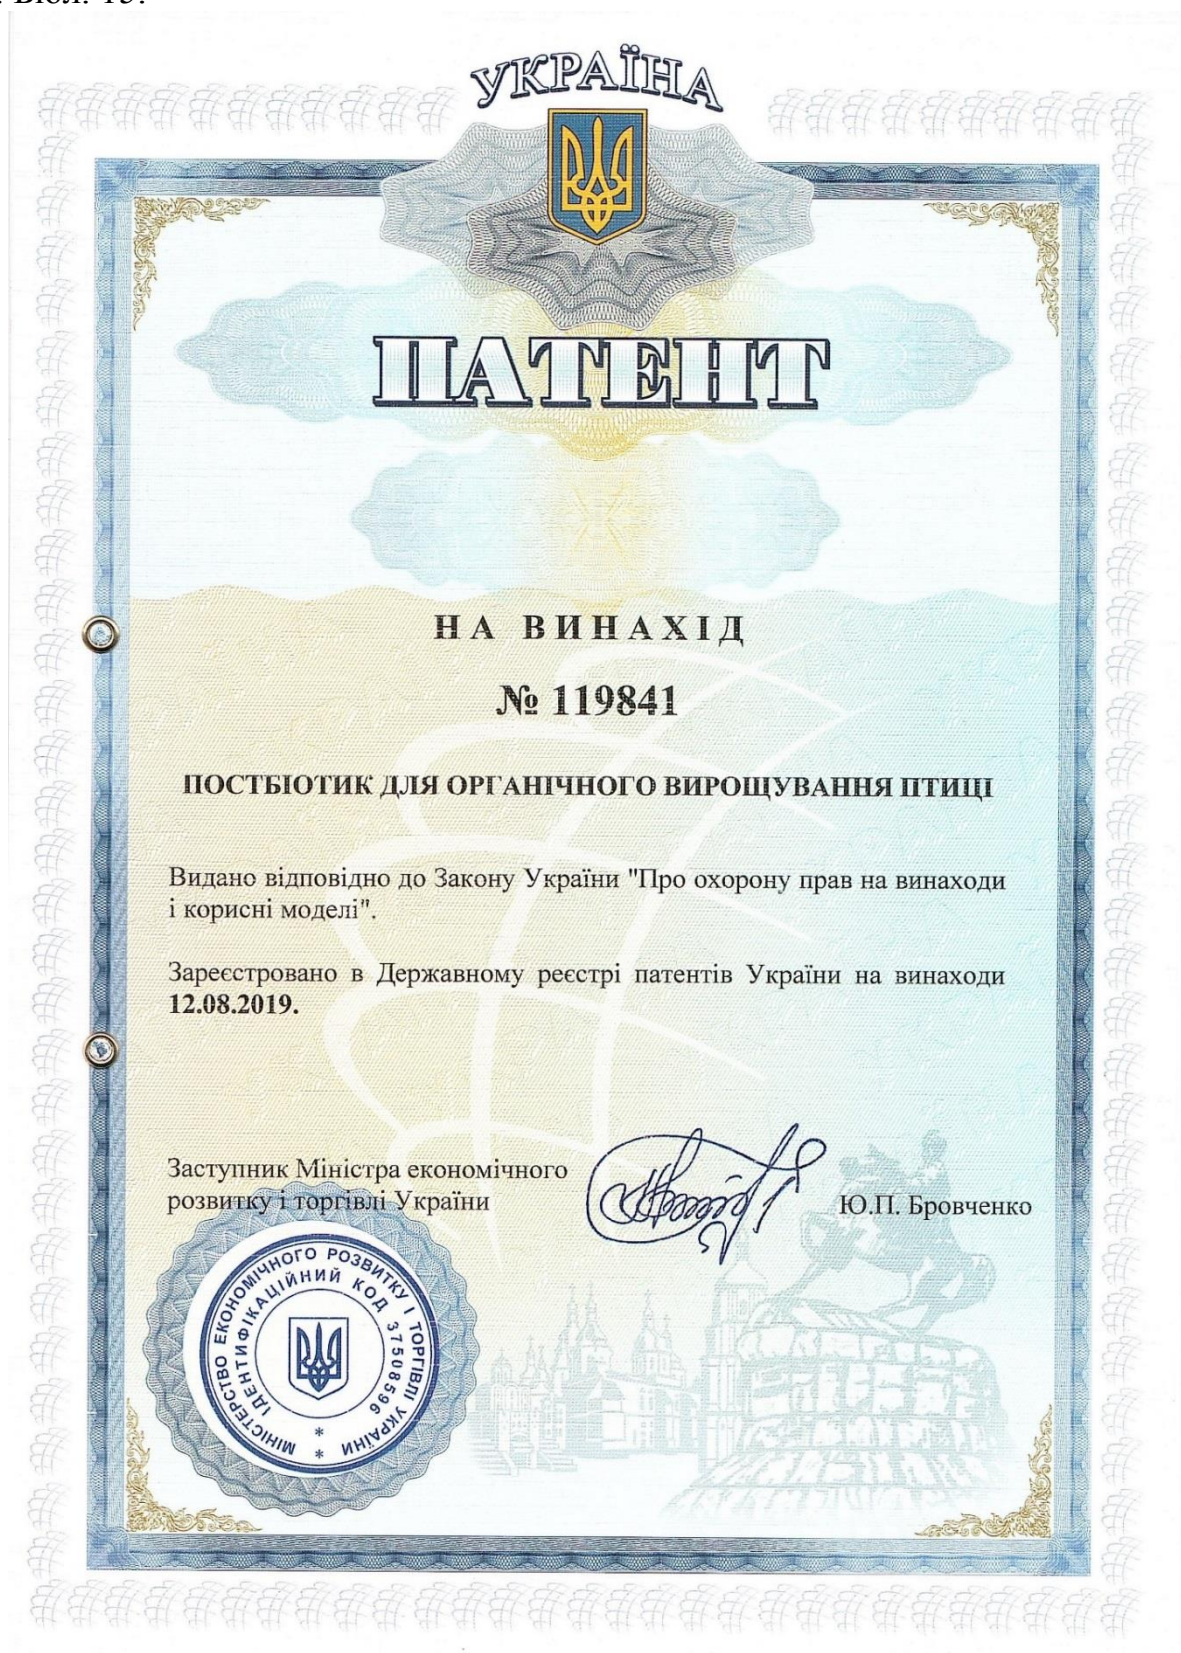 УКРАЇНА
ПАТЕНТ
НА ВИНАХІД
№ 119841
ПОСТБІОТИК ДЛЯ ОРГАНІЧНОГО ВИРОЩУВАННЯ ПТИЦІ
Видано відповідно до Закону України "Про охорону прав на винаходи
і корисні моделі".
Зареєстровано в Державному реєстрі патентів України на винаходи
12.08.2019.
Заступник Міністра економічного
розвитку і торгівлі України
Ю.П. Бровченко
МІНІСТЕРСТВО ЕКОНОМІЧНОГО РОЗВИТКУ І ТОРГІВЛІ УКРАЇНИ *
ІДЕНТИФІКАЦІЙНИЙ КОД 37508596 *